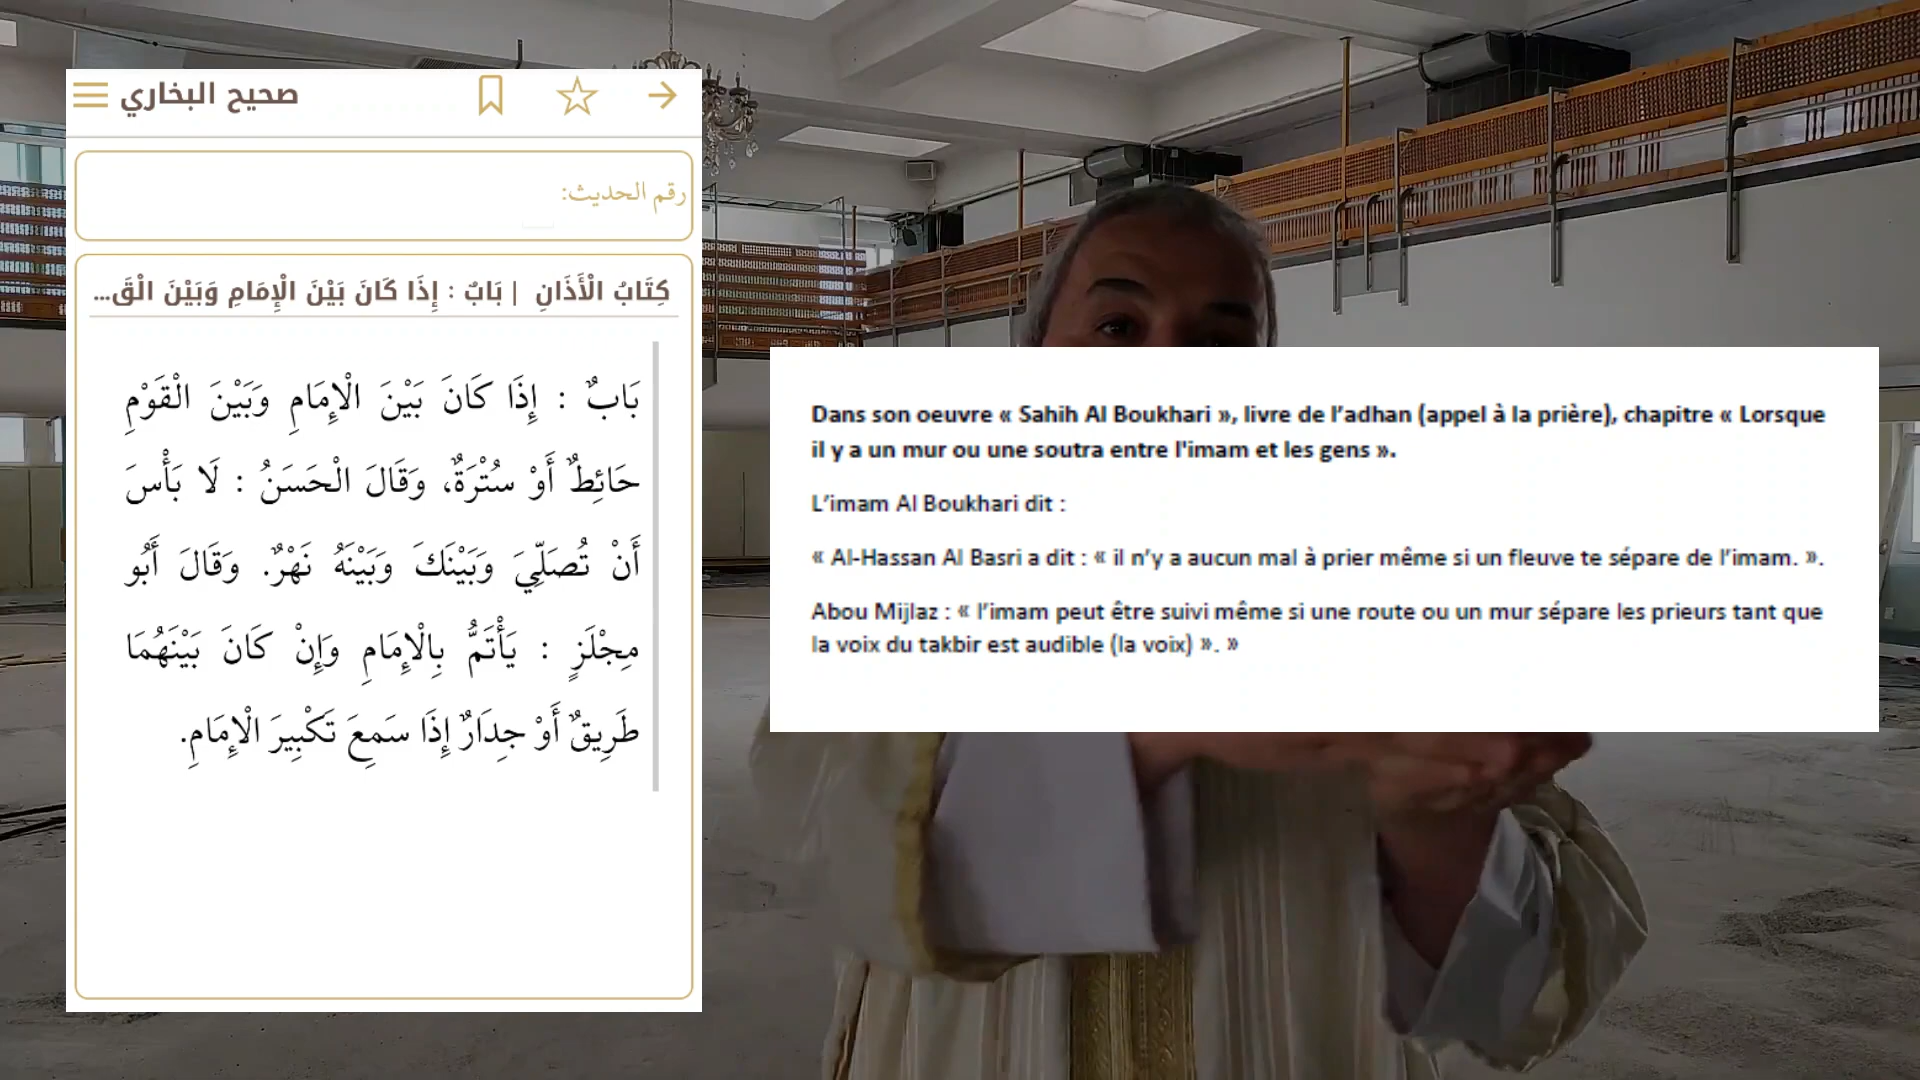 صحيح البخاري
رقم الحديث:
كِتَابُ الْأَذَانِ | بَابٌ : إِذَا كَانَ بَيْنَ الْإِمَامِ وَبَيْنَ الْقَ...
بَابٌ : إِذَا كَانَ بَيْنَ الْإِمَامِ وَبَيْنَ الْقَوْمِ
حَائِطٌ أَوْ سُتْرَةٌ، وَقَالَ الْحَسَنُ : لَا بَأْسَ
أَنْ تُصَلِّيَ وَبَيْنَكَ وَبَيْنَهُ نَهْرٌ. وَقَالَ أَبُو
مِجْلَزٍ : يَأْتَمُّ بِالْإِمَامِ وَإِنْ كَانَ بَيْنَهُمَا
طَرِيقٌ أَوْ جِدَارٌ إِذَا سَمِعَ تَكْبِيرَ الْإِمَامِ.
Dans son oeuvre « Sahih Al Boukhari », livre de l’adhan (appel à la prière), chapitre « Lorsque
il y a un mur ou une soutra entre l'imam et les gens ».
L’imam Al Boukhari dit :
« Al-Hassan Al Basri a dit : « il n’y a aucun mal à prier même si un fleuve te sépare de l’imam. ».
Abou Mijlaz : « l’imam peut être suivi même si une route ou un mur sépare les prieurs tant que
la voix du takbir est audible (la voix) ». »